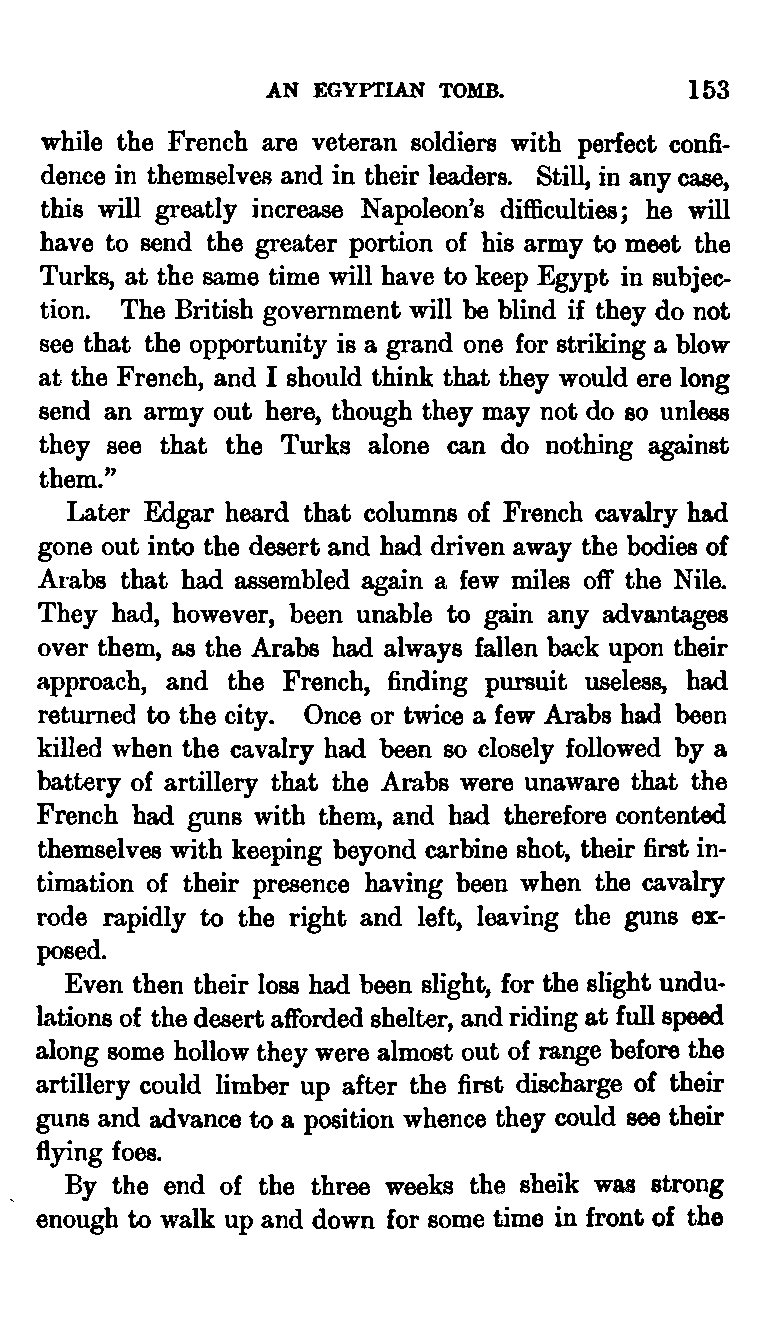 AN EGYPTIAN TOMB. 153
while the French are veteran soldiers with perfect confi-
dence in themselves and in their leaders. Still, in any case,
this will greatly increase Napoleon's difficulties; he will
have to send the greater portion of his army to meet the
Turks, at the same time will have to keep Egypt in subjec-
tion. The British government will be blind if they do not
see that the opportunity is a grand one for striking a blow
at the French, and I should think that they would ere long
send an army out here, though they may not do so unless
they see that the Turks alone can do nothing against
them."
Later Edgar heard that columns of French cavalry had
gone out into the desert and had driven away the bodies of
Arabs that had assembled again a few miles off the Nile.
They had, however, been unable to gain any advantages
over them, as the Arabs had always fallen back upon their
approach, and the French, finding pursuit useless, had
returned to the city. Once or twice a few Arabs had been
killed when the cavalry had been so closely followed by a
battery of artillery that the Arabs were unaware that the
French had guns with them, and had therefore contented
themselves with keeping beyond carbine shot, their first in-
timation of their presence having been when the cavalry
rode rapidly to the right and left, leaving the guns ex-
posed.
Even then their loss had been slight, for the slight undu-
lations of the desert afforded shelter, and riding at full speed
along some hollow they were almost out of range before the
artillery could limber up after the first discharge of their
guns and advance to a position whence they could see their
flying foes.
By the end of the three weeks the sheik was strong
enough to walk up and down for some time in front of the